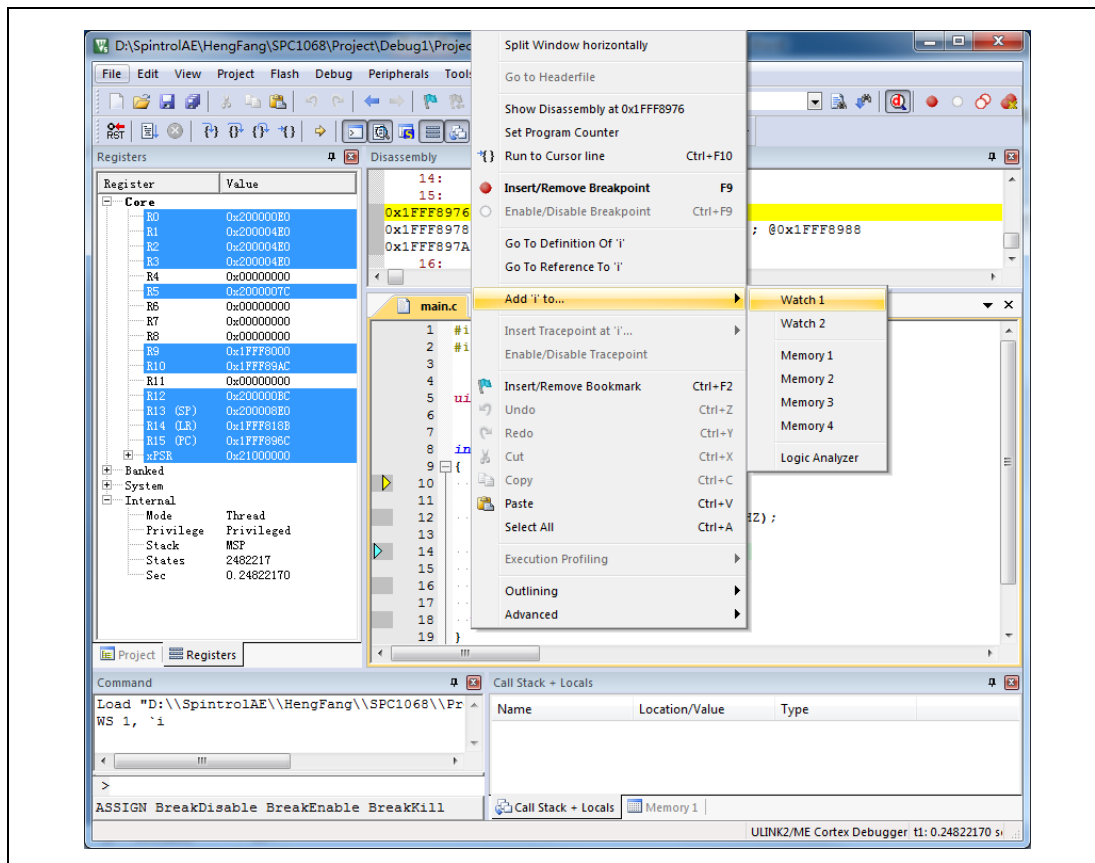 D:\SpintrolAE\HengFang\SPC1068\Project\Debug1\Projec
File Edit View Project Flash Debug Peripherals Tool
Registers
Register Value
Core
R0 0x200000E0
R1 0x200004E0
R2 0x200004E0
R3 0x200004E0
R4 0x00000000
R5 0x2000007C
R6 0x00000000
R7 0x00000000
R8 0x00000000
R9 0x1FFF8000
R10 0x1FFF89AC
R11 0x00000000
R12 0x200000BC
R13 (SP) 0x200008E0
R14 (LR) 0x1FFF818B
R15 (PC) 0x1FFF896C
xPSR 0x21000000
Banked
System
Internal
Mode Thread
Privilege Privileged
Stack MSP
States 2482217
Sec 0.24822170
Project Registers
Disassembly
14:
15:
0x1FFF8976
0x1FFF8978 ; @0x1FFF8988
0x1FFF897A
16:
main.c
1 #i
2 #i
3
4
5 ui
6
7
8 in
9 {
10
11
12 HZ);
13
14
15
16
17
18
19 }
Split Window horizontally
Go to Headerfile
Show Disassembly at 0x1FFF8976
Set Program Counter
Run to Cursor line Ctrl+F10
Insert/Remove Breakpoint F9
Enable/Disable Breakpoint Ctrl+F9
Go To Definition Of 'i'
Go To Reference To 'i'
Add 'i' to...
Insert Tracepoint at 'i'...
Enable/Disable Tracepoint
Insert/Remove Bookmark Ctrl+F2
Undo Ctrl+Z
Redo Ctrl+Y
Cut Ctrl+X
Copy Ctrl+C
Paste Ctrl+V
Select All Ctrl+A
Execution Profiling
Outlining
Advanced
Watch 1
Watch 2
Memory 1
Memory 2
Memory 3
Memory 4
Logic Analyzer
Command
Load "D:\\SpintrolAE\\HengFang\\SPC1068\\Pr
WS 1, `i
>
ASSIGN BreakDisable BreakEnable BreakKill
Call Stack + Locals
Name Location/Value Type
Call Stack + Locals Memory 1
ULINK2/ME Cortex Debugger t1: 0.24822170 s